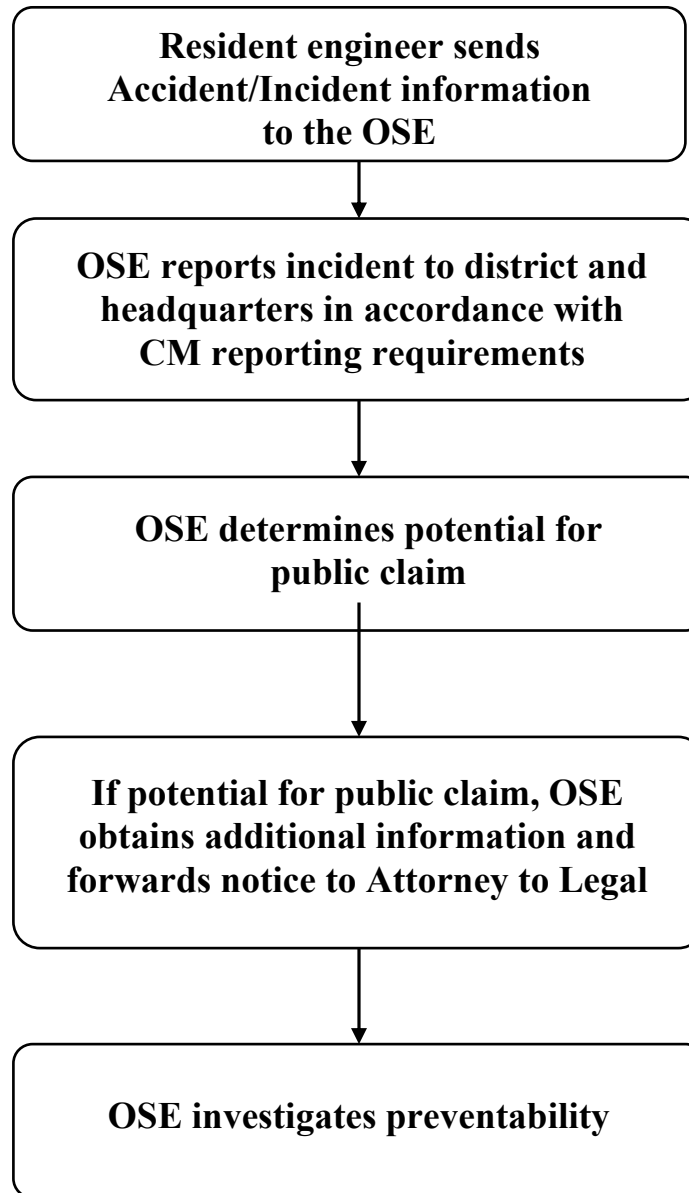 Resident engineer sends
Accident/Incident information
to the OSE
OSE reports incident to district and
headquarters in accordance with
CM reporting requirements
OSE determines potential for
public claim
If potential for public claim, OSE
obtains additional information and
forwards notice to Attorney to Legal
OSE investigates preventability